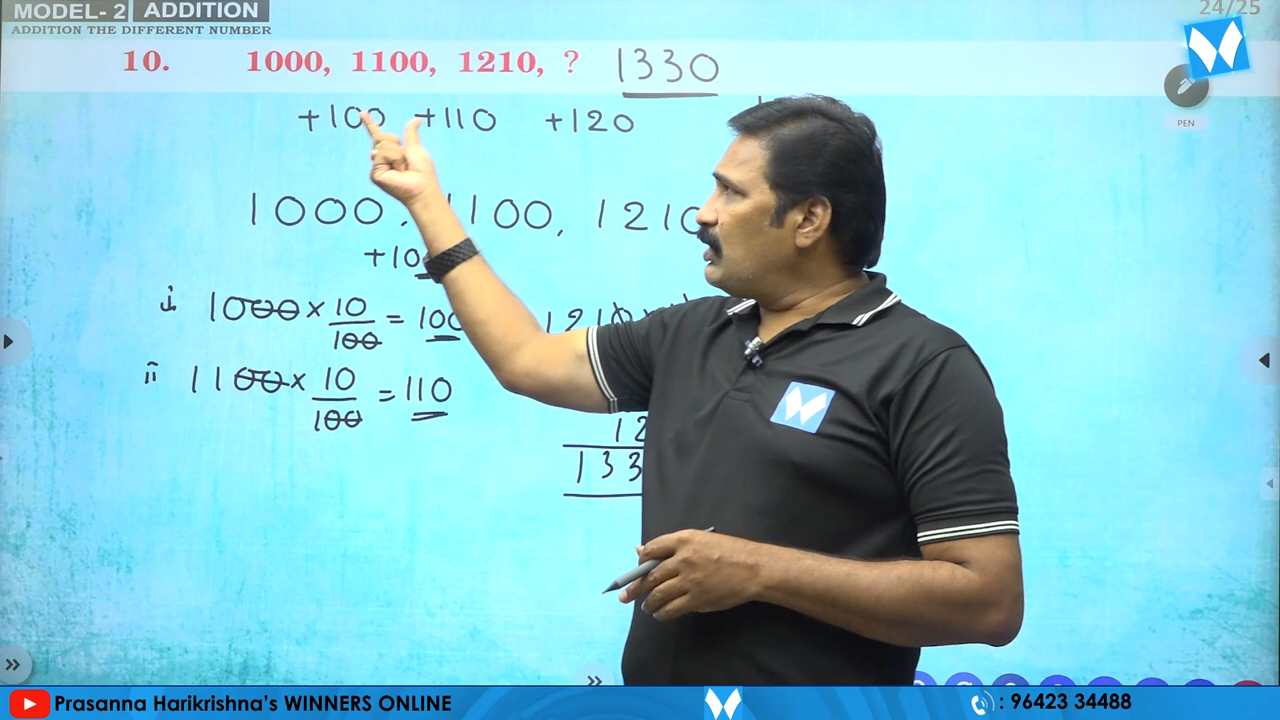 MODEL- 2 ADDITION
ADDITION THE DIFFERENT NUMBER
24/25
10. 1000, 1100, 1210, ? 1330
+100 +110 +120
PEN
1000, 1100, 1210
i 1000 × 10/100 = 100
ii 1100 × 10/100 = 110
Prasanna Harikrishna's WINNERS ONLINE
: 96423 34488